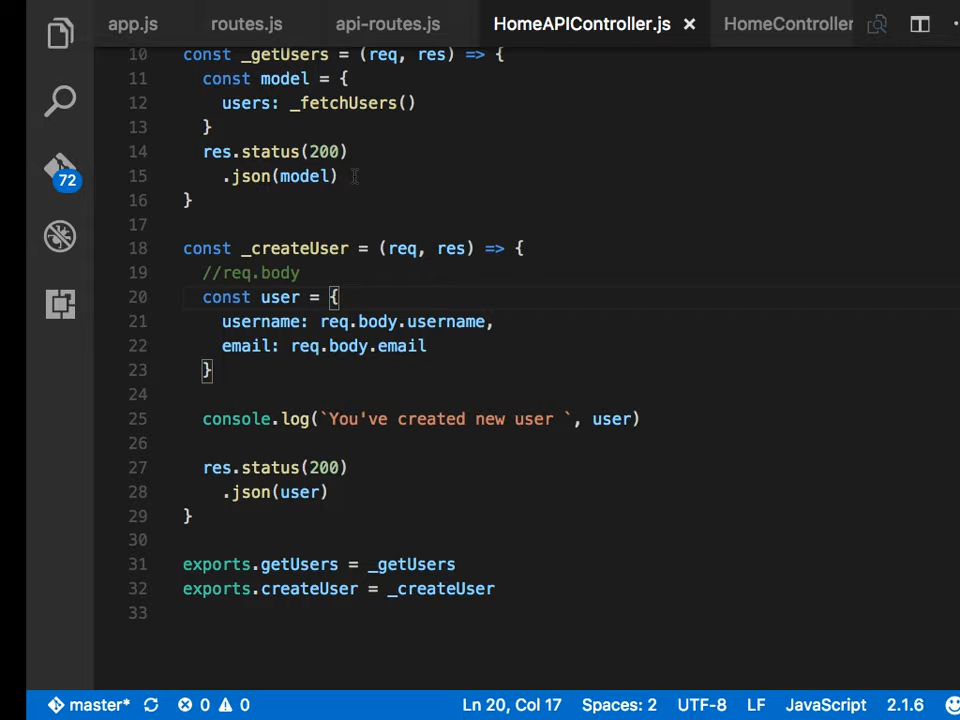 app.js routes.js api-routes.js HomeAPIController.js × HomeController
10 const _getUsers = (req, res) => {
11 const model = {
12 users: _fetchUsers()
13 }
14 res.status(200)
15 .json(model)
16 }
17
18 const _createUser = (req, res) => {
19 //req.body
20 const user = {
21 username: req.body.username,
22 email: req.body.email
23 }
24
25 console.log(`You've created new user `, user)
26
27 res.status(200)
28 .json(user)
29 }
30
31 exports.getUsers = _getUsers
32 exports.createUser = _createUser
33
72
master* 0 0 Ln 20, Col 17 Spaces: 2 UTF-8 LF JavaScript 2.1.6